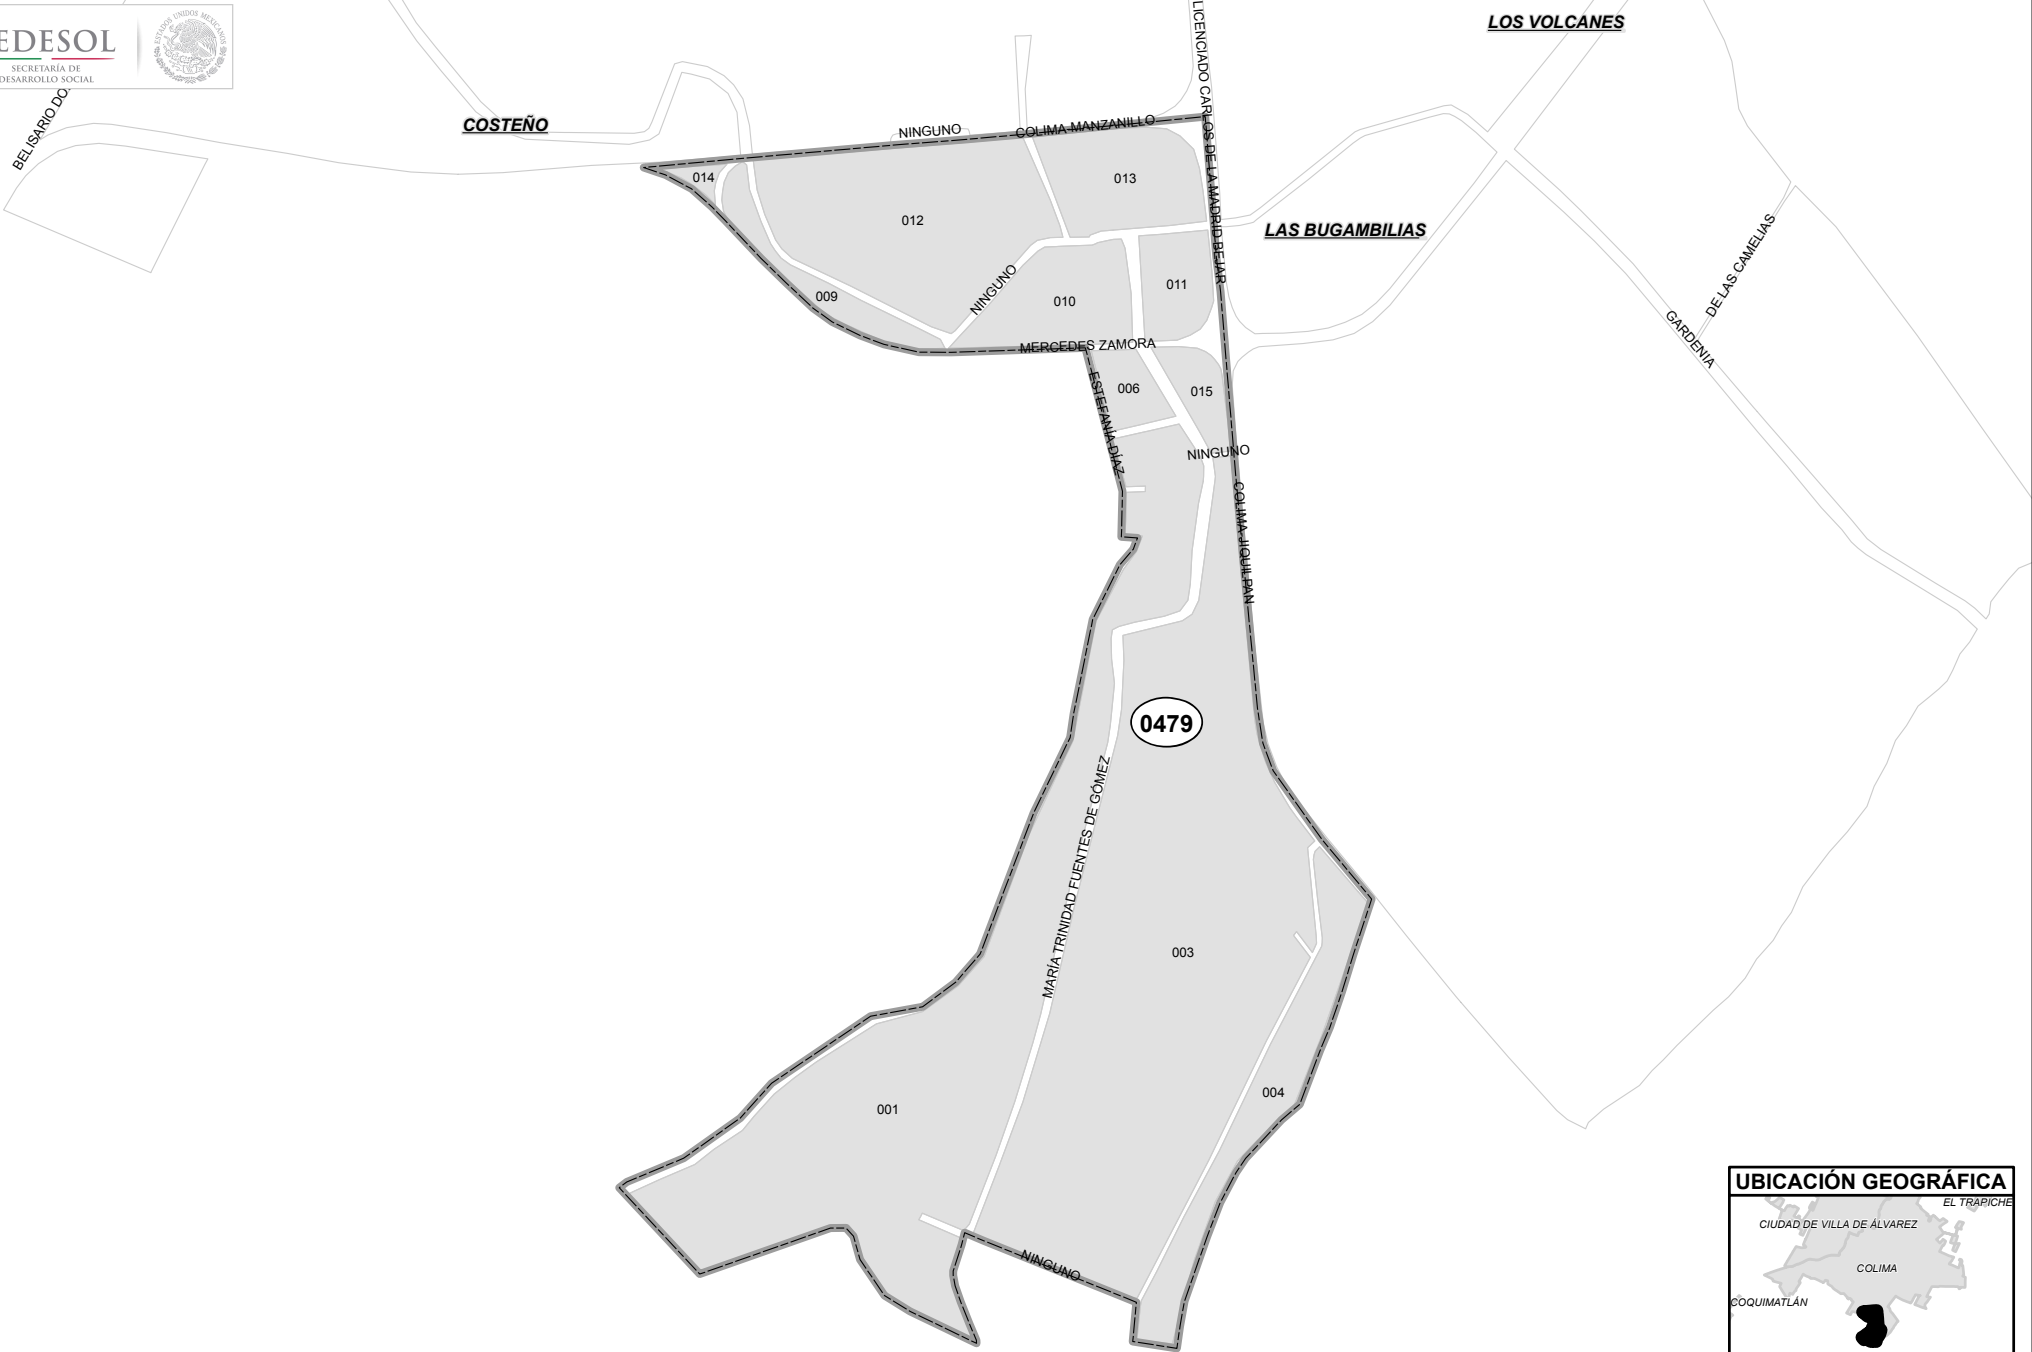 EDESOL
SECRETARÍA DE
DESARROLLO SOCIAL
ESTADOS UNIDOS MEXICANOS
BELISARIO DO
COSTEÑO
LOS VOLCANES
LICENCIADO CARLOS DE LA MADRID BEJAR
NINGUNO
COLIMA-MANZANILLO
014
013
012
LAS BUGAMBILIAS
DE LAS CAMELIAS
GARDENIA
009
NINGUNO
010
011
MERCEDES ZAMORA
006
015
ESTEFANÍA DÍAZ
NINGUNO
COLIMA-JIQUILPAN
0479
MARÍA TRINIDAD FUENTES DE GÓMEZ
003
004
001
NINGUNO
UBICACIÓN GEOGRÁFICA
EL TRAPICHE
CIUDAD DE VILLA DE ÁLVAREZ
COLIMA
COQUIMATLÁN